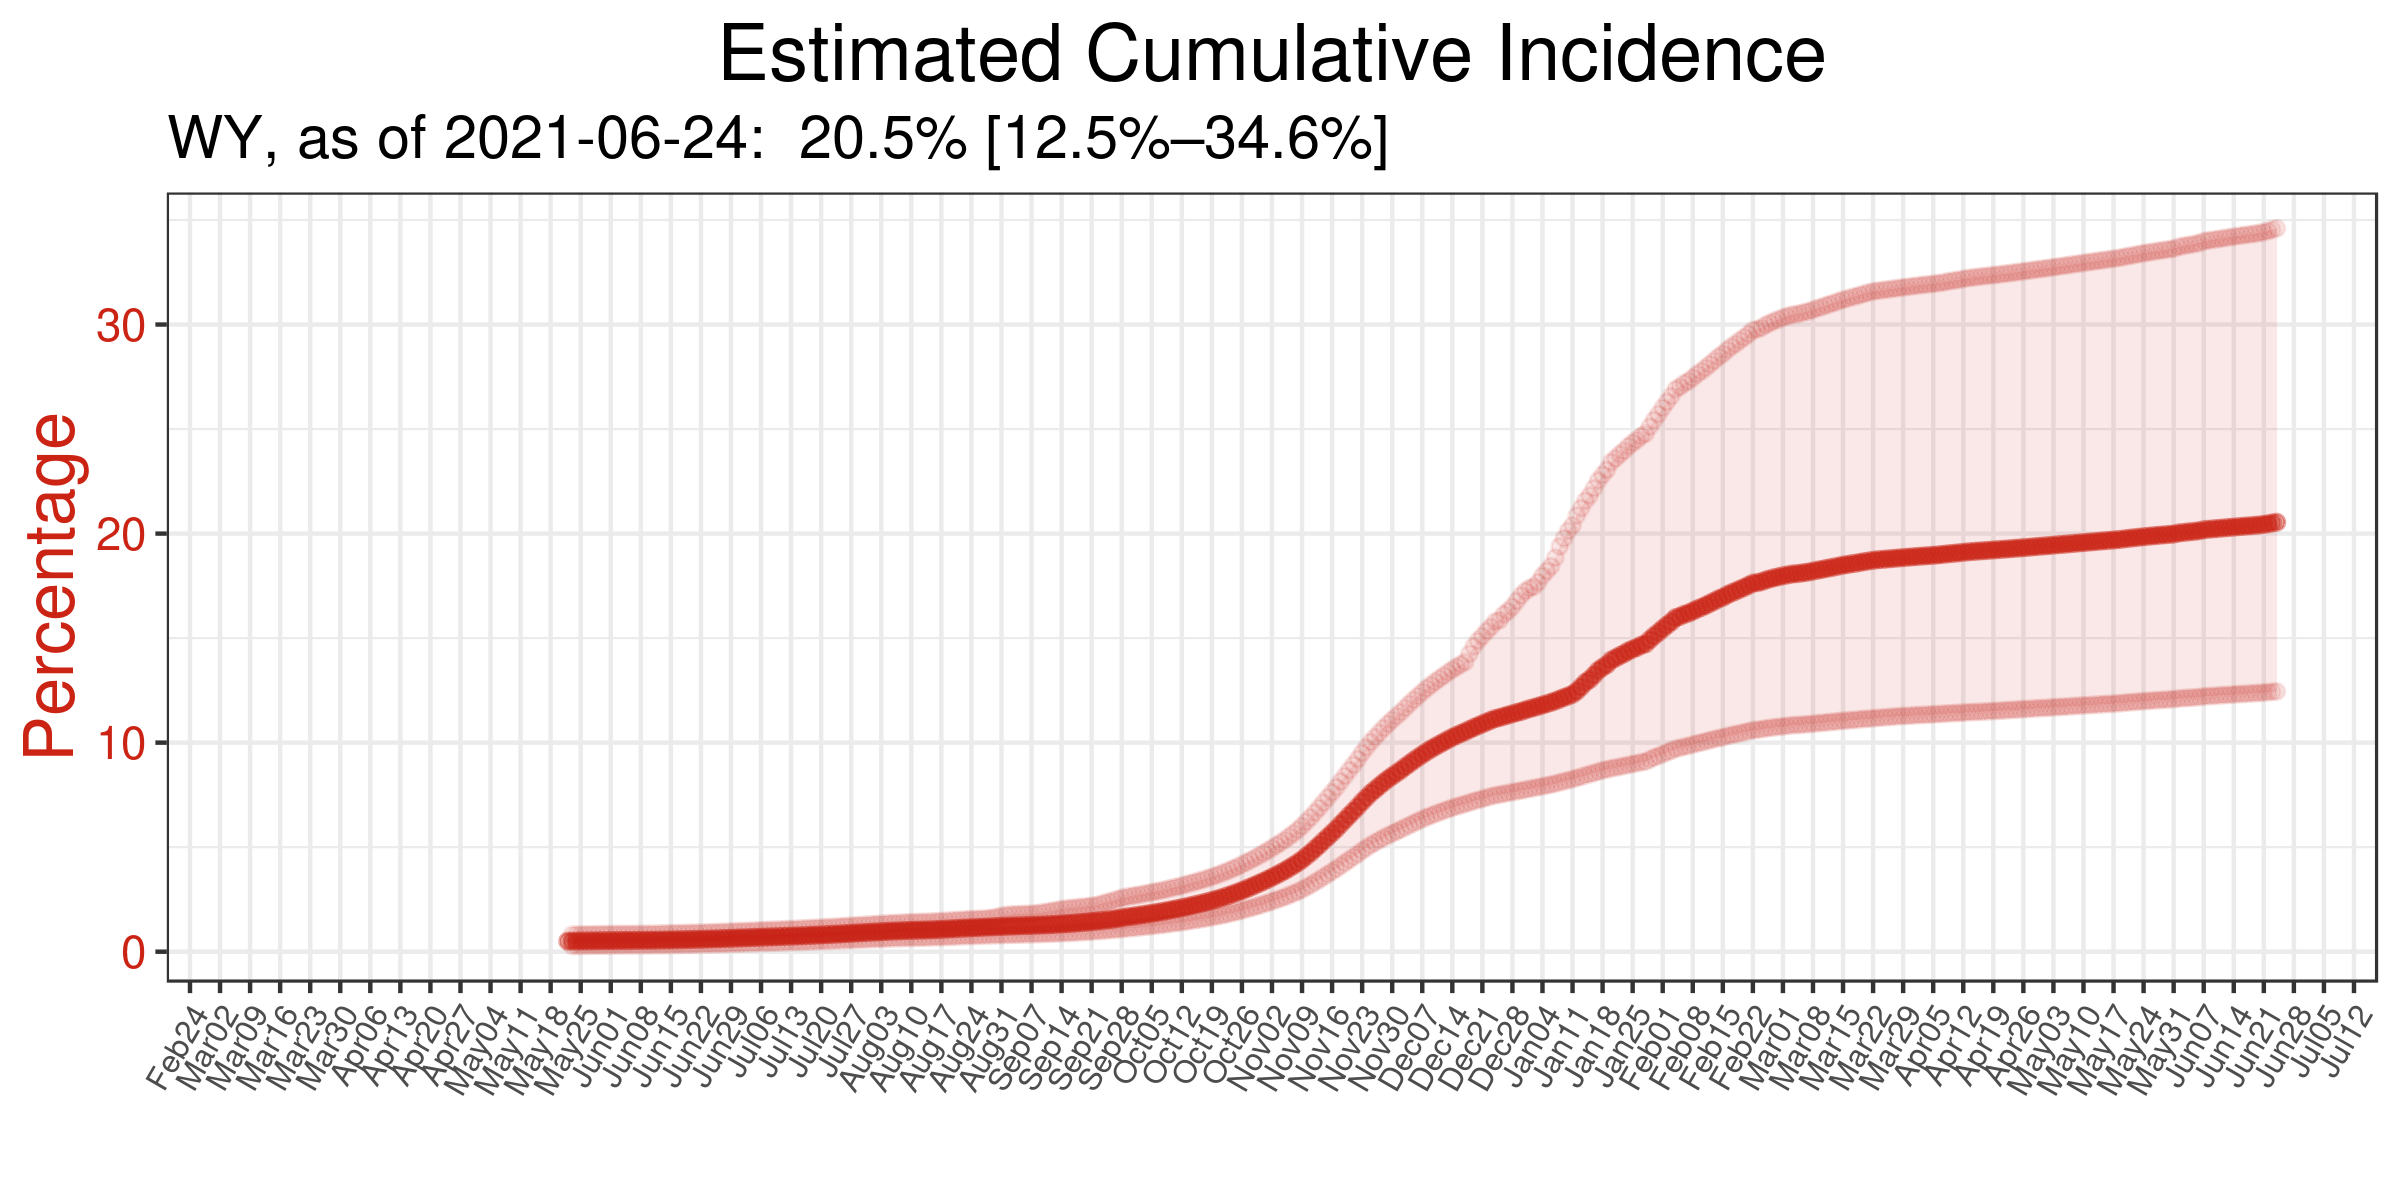 Estimated Cumulative Incidence
WY, as of 2021-06-24:  20.5% [12.5%–34.6%]
Percentage
30
20
10
0
Feb24
Mar02
Mar09
Mar16
Mar23
Mar30
Apr06
Apr13
Apr20
Apr27
May04
May11
May18
May25
Jun01
Jun08
Jun15
Jun22
Jun29
Jul06
Jul13
Jul20
Jul27
Aug03
Aug10
Aug17
Aug24
Aug31
Sep07
Sep14
Sep21
Sep28
Oct05
Oct12
Oct19
Oct26
Nov02
Nov09
Nov16
Nov23
Nov30
Dec07
Dec14
Dec21
Dec28
Jan04
Jan11
Jan18
Jan25
Feb01
Feb08
Feb15
Feb22
Mar01
Mar08
Mar15
Mar22
Mar29
Apr05
Apr12
Apr19
Apr26
May03
May10
May17
May24
May31
Jun07
Jun14
Jun21
Jun28
Jul05
Jul12